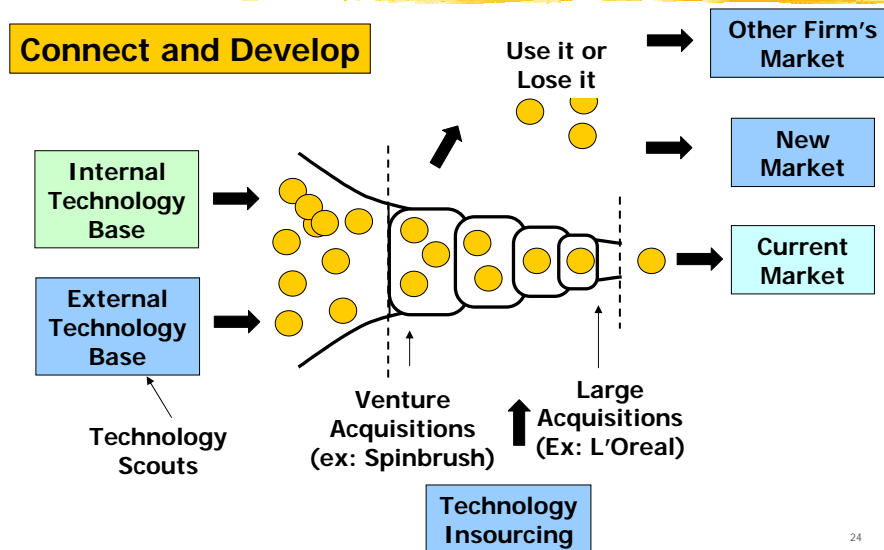 Connect and Develop
Use it or
Lose it
Other Firm's
Market
New
Market
Internal
Technology
Base
Current
Market
External
Technology
Base
Technology
Scouts
Venture
Acquisitions
(ex: Spinbrush)
Large
Acquisitions
(Ex: L'Oreal)
Technology
Insourcing
24